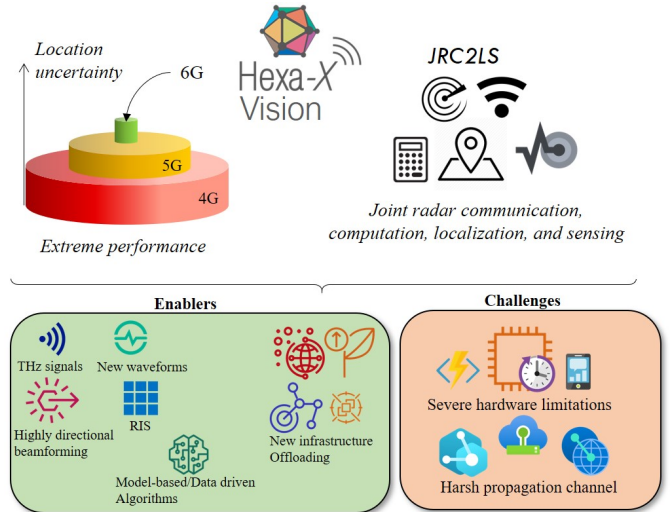 Location
uncertainty
6G
5G
4G
Extreme performance
Hexa-X
Vision
JRC2LS
Joint radar communication,
computation, localization, and sensing
Enablers
THz signals
New waveforms
Highly directional
beamforming
RIS
New infrastructure
Offloading
Model-based/Data driven
Algorithms
Challenges
Severe hardware limitations
Harsh propagation channel